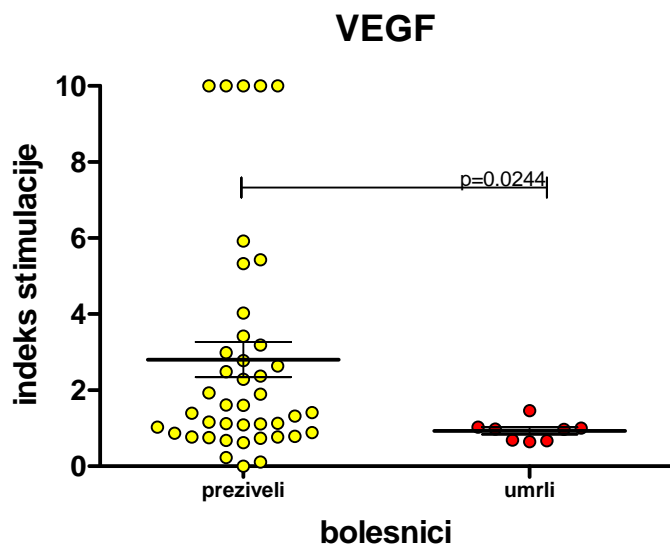 VEGF
indeks stimulacije
10
8
6
4
2
0
p=0.0244
preziveli
umrli
bolesnici